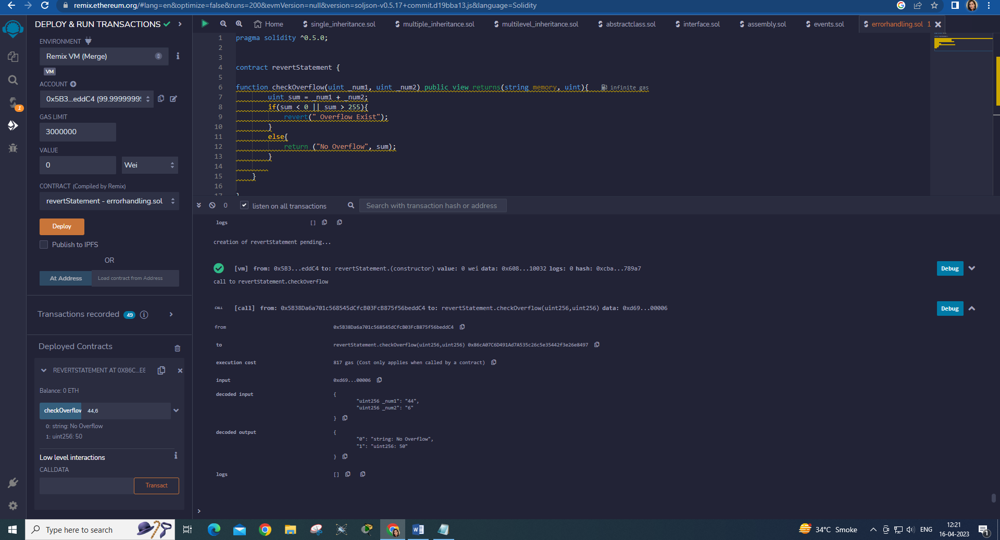 remix.ethereum.org/#lang=en&optimize=false&runs=200&evmVersion=null&version=soljson-v0.5.17+commit.d19bba13.js&language=Solidity
DEPLOY & RUN TRANSACTIONS
ENVIRONMENT
Remix VM (Merge)
VM
ACCOUNT
0x5B3...eddC4 (99.99999999
GAS LIMIT
3000000
VALUE
0
Wei
CONTRACT (Compiled by Remix)
revertStatement - errorhandling.sol
Deploy
Publish to IPFS
OR
At Address
Load contract from Address
Transactions recorded 49
Deployed Contracts
REVERTSTATEMENT AT 0X86C...E8
Balance: 0 ETH
checkOverflov 44,6
0: string: No Overflow
1: uint256: 50
Low level interactions
CALLDATA
Transact
1
Home
single_inheritance.sol
multiple_inheritance.sol
multilevel_inheritance.sol
abstractclass.sol
interface.sol
assembly.sol
events.sol
errorhandling.sol 1
1 pragma solidity ^0.5.0;
2
3
4 contract revertStatement {
5
6 function checkOverflow(uint _num1, uint _num2) public view returns(string memory, uint){ infinite gas
7 uint sum = _num1 + _num2;
8 if(sum < 0 || sum > 255){
9 revert(" Overflow Exist");
10 }
11 else{
12 return ("No Overflow", sum);
13 }
14
15 }
16
17 }
0
listen on all transactions
Search with transaction hash or address
logs []
creation of revertStatement pending...
[vm] from: 0x5B3...eddC4 to: revertStatement.(constructor) value: 0 wei data: 0x608...10032 logs: 0 hash: 0xcba...789a7
Debug
call to revertStatement.checkOverflow
CALL [call] from: 0x5B38Da6a701c568545dCfcB03FcB875f56beddC4 to: revertStatement.checkOverflow(uint256,uint256) data: 0xd69...00006
Debug
from 0x5B38Da6a701c568545dCfcB03FcB875f56beddC4
to revertStatement.checkOverflow(uint256,uint256) 0x86cA07C6D491Ad7A535c26c5e35442f3e26e8497
execution cost 817 gas (Cost only applies when called by a contract)
input 0xd69...00006
decoded input {
"uint256 _num1": "44",
"uint256 _num2": "6"
}
decoded output {
"0": "string: No Overflow",
"1": "uint256: 50"
}
logs []
>
Type here to search
34°C Smoke
ENG
12:21
16-04-2023
1